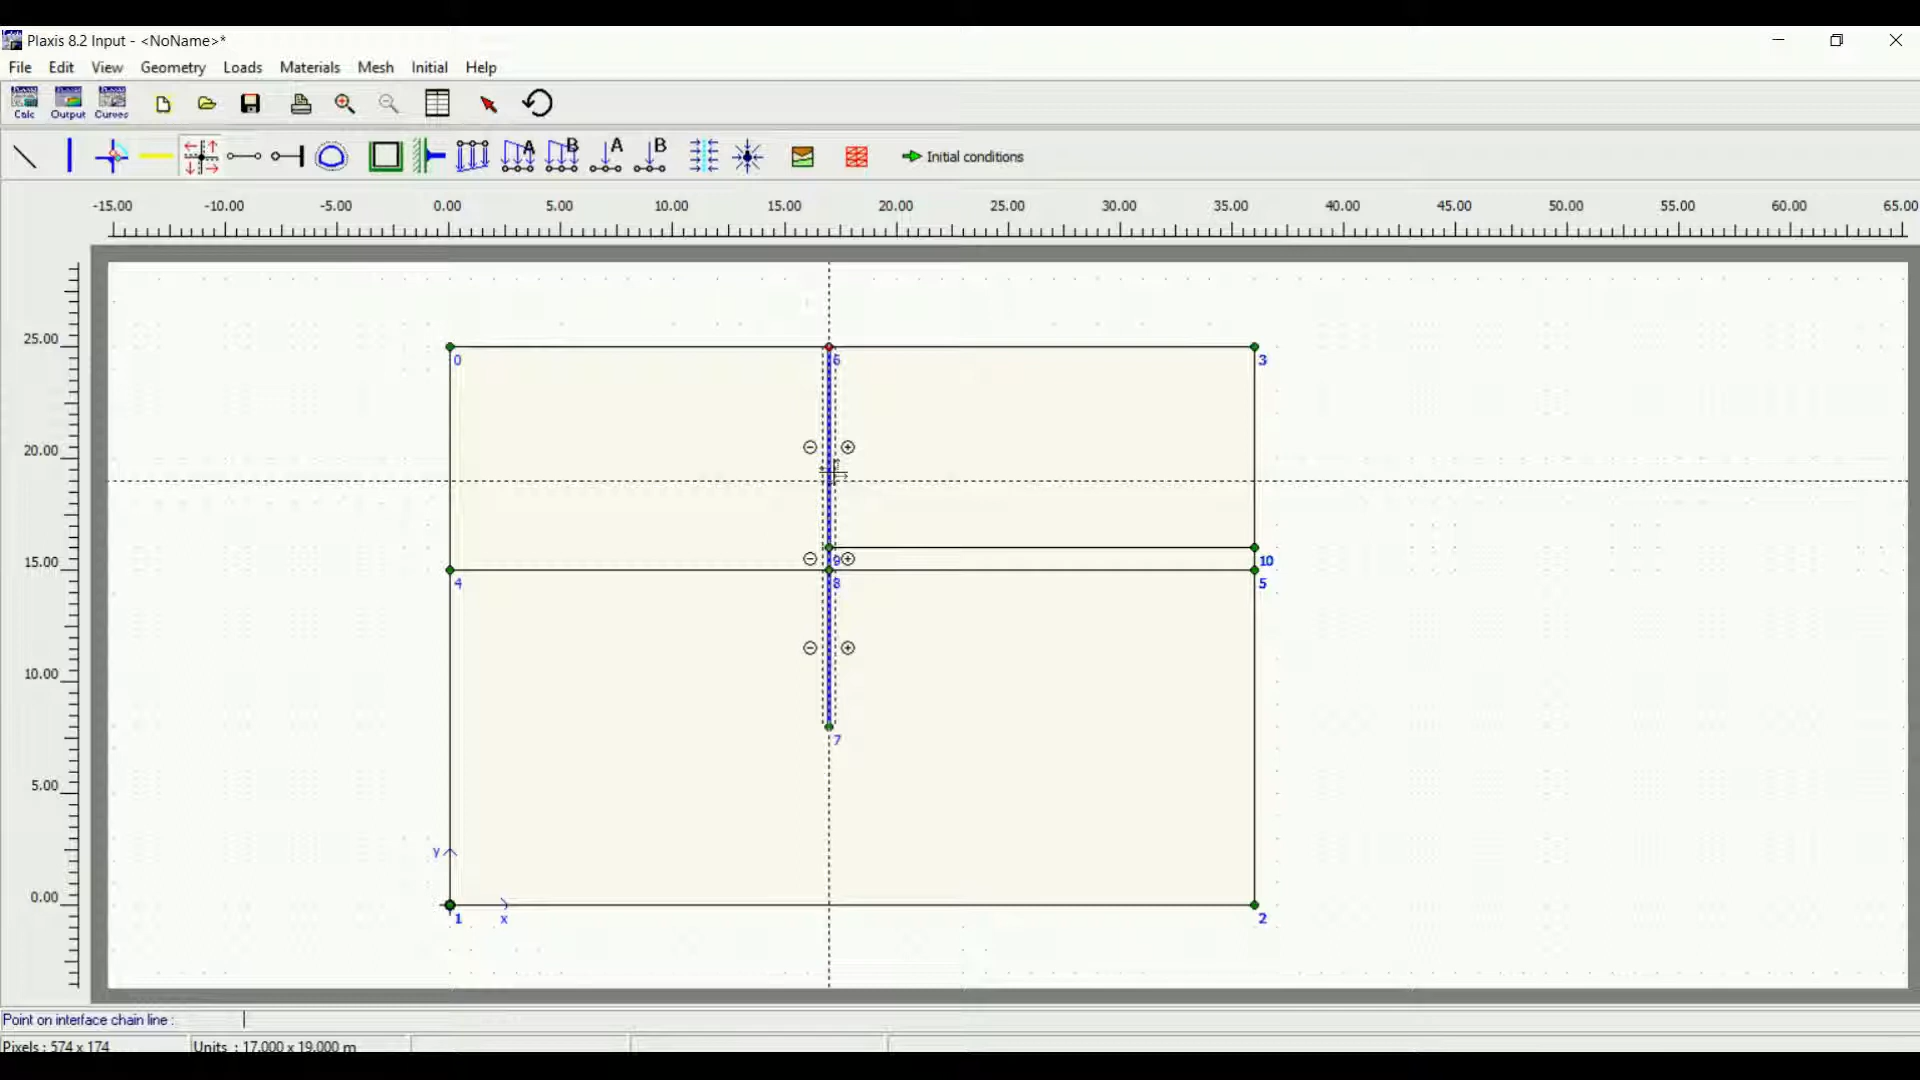 Plaxis 8.2 Input - <NoName>*
File Edit View Geometry Loads Materials Mesh Initial Help
Calc Output Curves
A B A B Initial conditions
-15.00 -10.00 -5.00 0.00 5.00 10.00 15.00 20.00 25.00 30.00 35.00 40.00 45.00 50.00 55.00 60.00 65.00
25.00
0 6 3
20.00
15.00
9 10
4 8 5
10.00
7
5.00
y
0.00
1 x 2
Point on interface chain line :
Pixels : 574 x 174 Units : 17.000 x 19.000 m